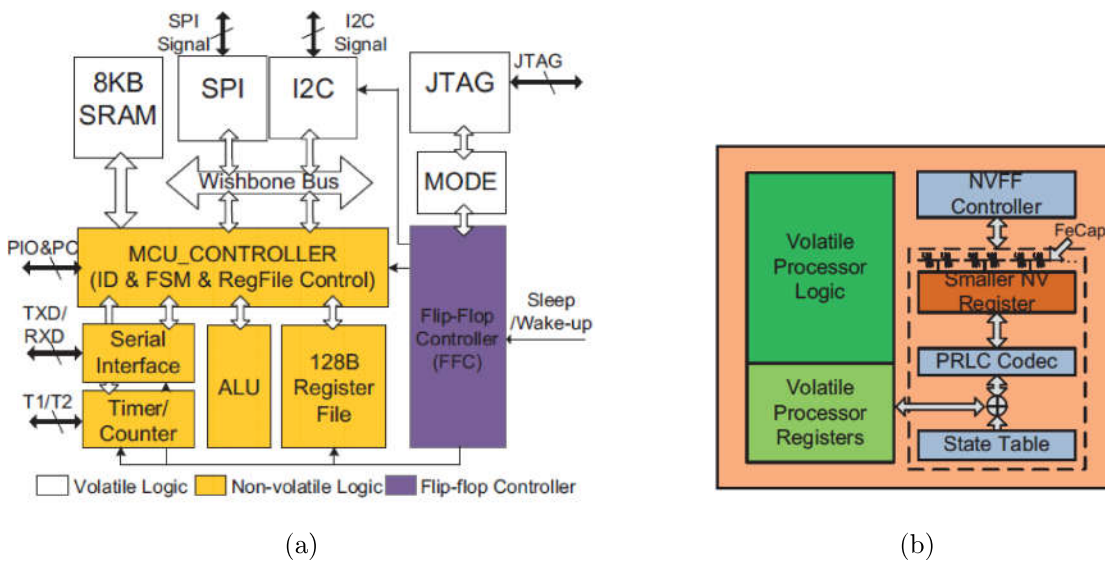 SPI
Signal
I2C
Signal
8KB
SRAM
SPI
I2C
JTAG
JTAG
Wishbone Bus
MODE
PIO&PC
MCU_CONTROLLER
(ID & FSM & RegFile Control)
TXD/
RXD
Serial
Interface
T1/T2
Timer/
Counter
ALU
128B
Register
File
Flip-Flop
Controller
(FFC)
Sleep
/Wake-up
Volatile Logic
Non-volatile Logic
Flip-flop Controller
(a)
Volatile
Processor
Logic
Volatile
Processor
Registers
NVFF
Controller
FeCap
Smaller NV
Register
PRLC Codec
State Table
(b)